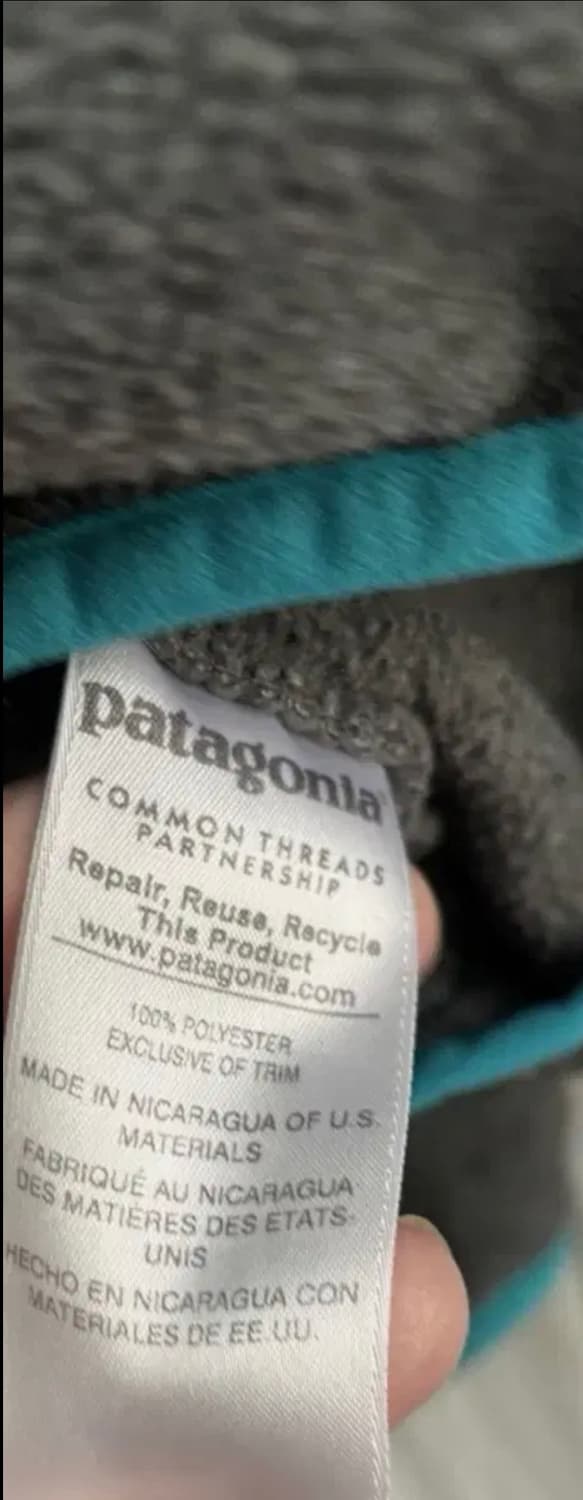 patagonia
COMMON THREADS
PARTNERSHIP
Repair, Reuse, Recycle
This Product
www.patagonia.com
100% POLYESTER
EXCLUSIVE OF TRIM
MADE IN NICARAGUA OF U.S.
MATERIALS
FABRIQUÉ AU NICARAGUA
DES MATIÈRES DES ETATS-
UNIS
HECHO EN NICARAGUA CON
MATERIALES DE EE.UU.